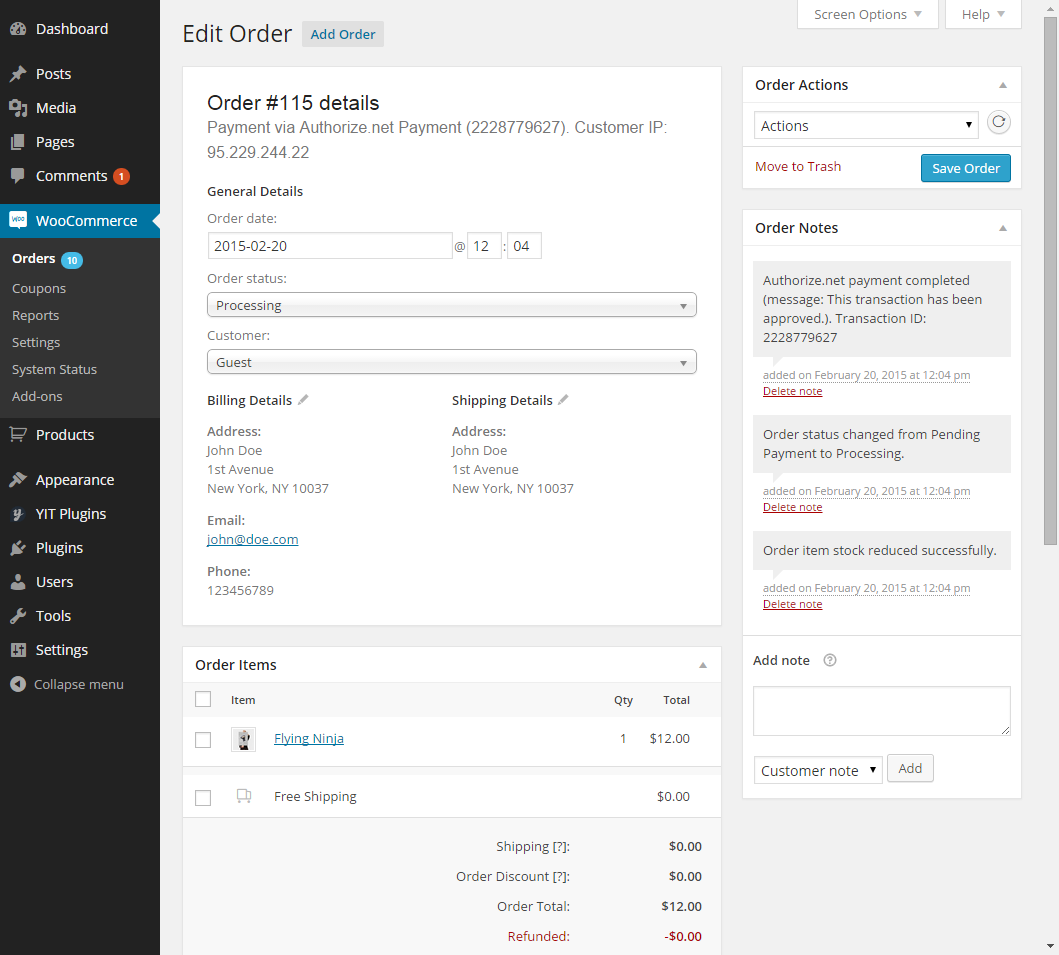 Dashboard
Posts
Media
Pages
Comments 1
WooCommerce
Orders 10
Coupons
Reports
Settings
System Status
Add-ons
Products
Appearance
YIT Plugins
Plugins
Users
Tools
Settings
Collapse menu
Screen Options
Help
Edit Order Add Order
Order #115 details
Payment via Authorize.net Payment (2228779627). Customer IP:
95.229.244.22
General Details
Order date:
2015-02-20 @ 12 : 04
Order status:
Processing
Customer:
Guest
Billing Details
Address:
John Doe
1st Avenue
New York, NY 10037
Email:
john@doe.com
Phone:
123456789
Shipping Details
Address:
John Doe
1st Avenue
New York, NY 10037
Order Items
Item Qty Total
Flying Ninja 1 $12.00
Free Shipping $0.00
Shipping [?]: $0.00
Order Discount [?]: $0.00
Order Total: $12.00
Refunded: -$0.00
Order Actions
Actions
Move to Trash Save Order
Order Notes
Authorize.net payment completed
(message: This transaction has been
approved.). Transaction ID:
2228779627
added on February 20, 2015 at 12:04 pm
Delete note
Order status changed from Pending
Payment to Processing.
added on February 20, 2015 at 12:04 pm
Delete note
Order item stock reduced successfully.
added on February 20, 2015 at 12:04 pm
Delete note
Add note ?
Customer note Add